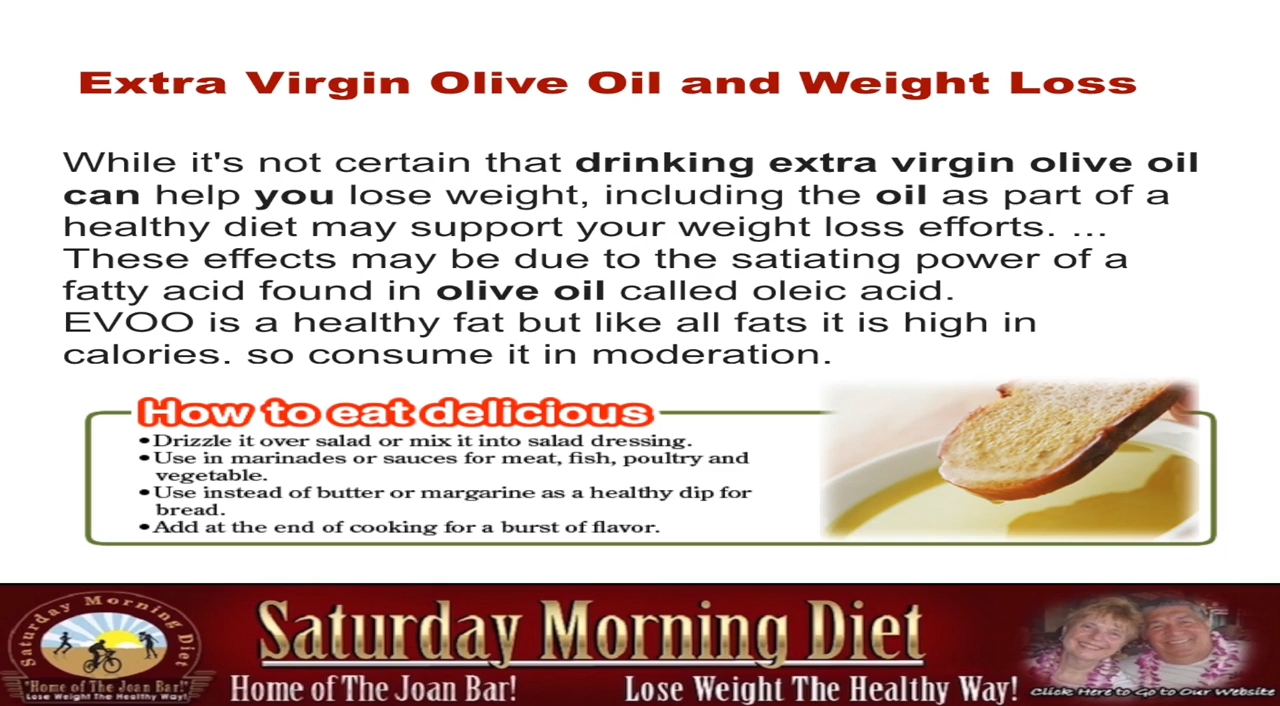 Extra Virgin Olive Oil and Weight Loss
While it's not certain that drinking extra virgin olive oil
can help you lose weight, including the oil as part of a
healthy diet may support your weight loss efforts. ...
These effects may be due to the satiating power of a
fatty acid found in olive oil called oleic acid.
EVOO is a healthy fat but like all fats it is high in
calories. so consume it in moderation.
How to eat delicious
•Drizzle it over salad or mix it into salad dressing.
•Use in marinades or sauces for meat, fish, poultry and
vegetable.
•Use instead of butter or margarine as a healthy dip for
bread.
•Add at the end of cooking for a burst of flavor.
Saturday Morning Diet
"Home of The Joan Bar!"
Lose Weight The Healthy Way!
Saturday Morning Diet
Home of The Joan Bar! Lose Weight The Healthy Way!
Click Here to Go to Our Website